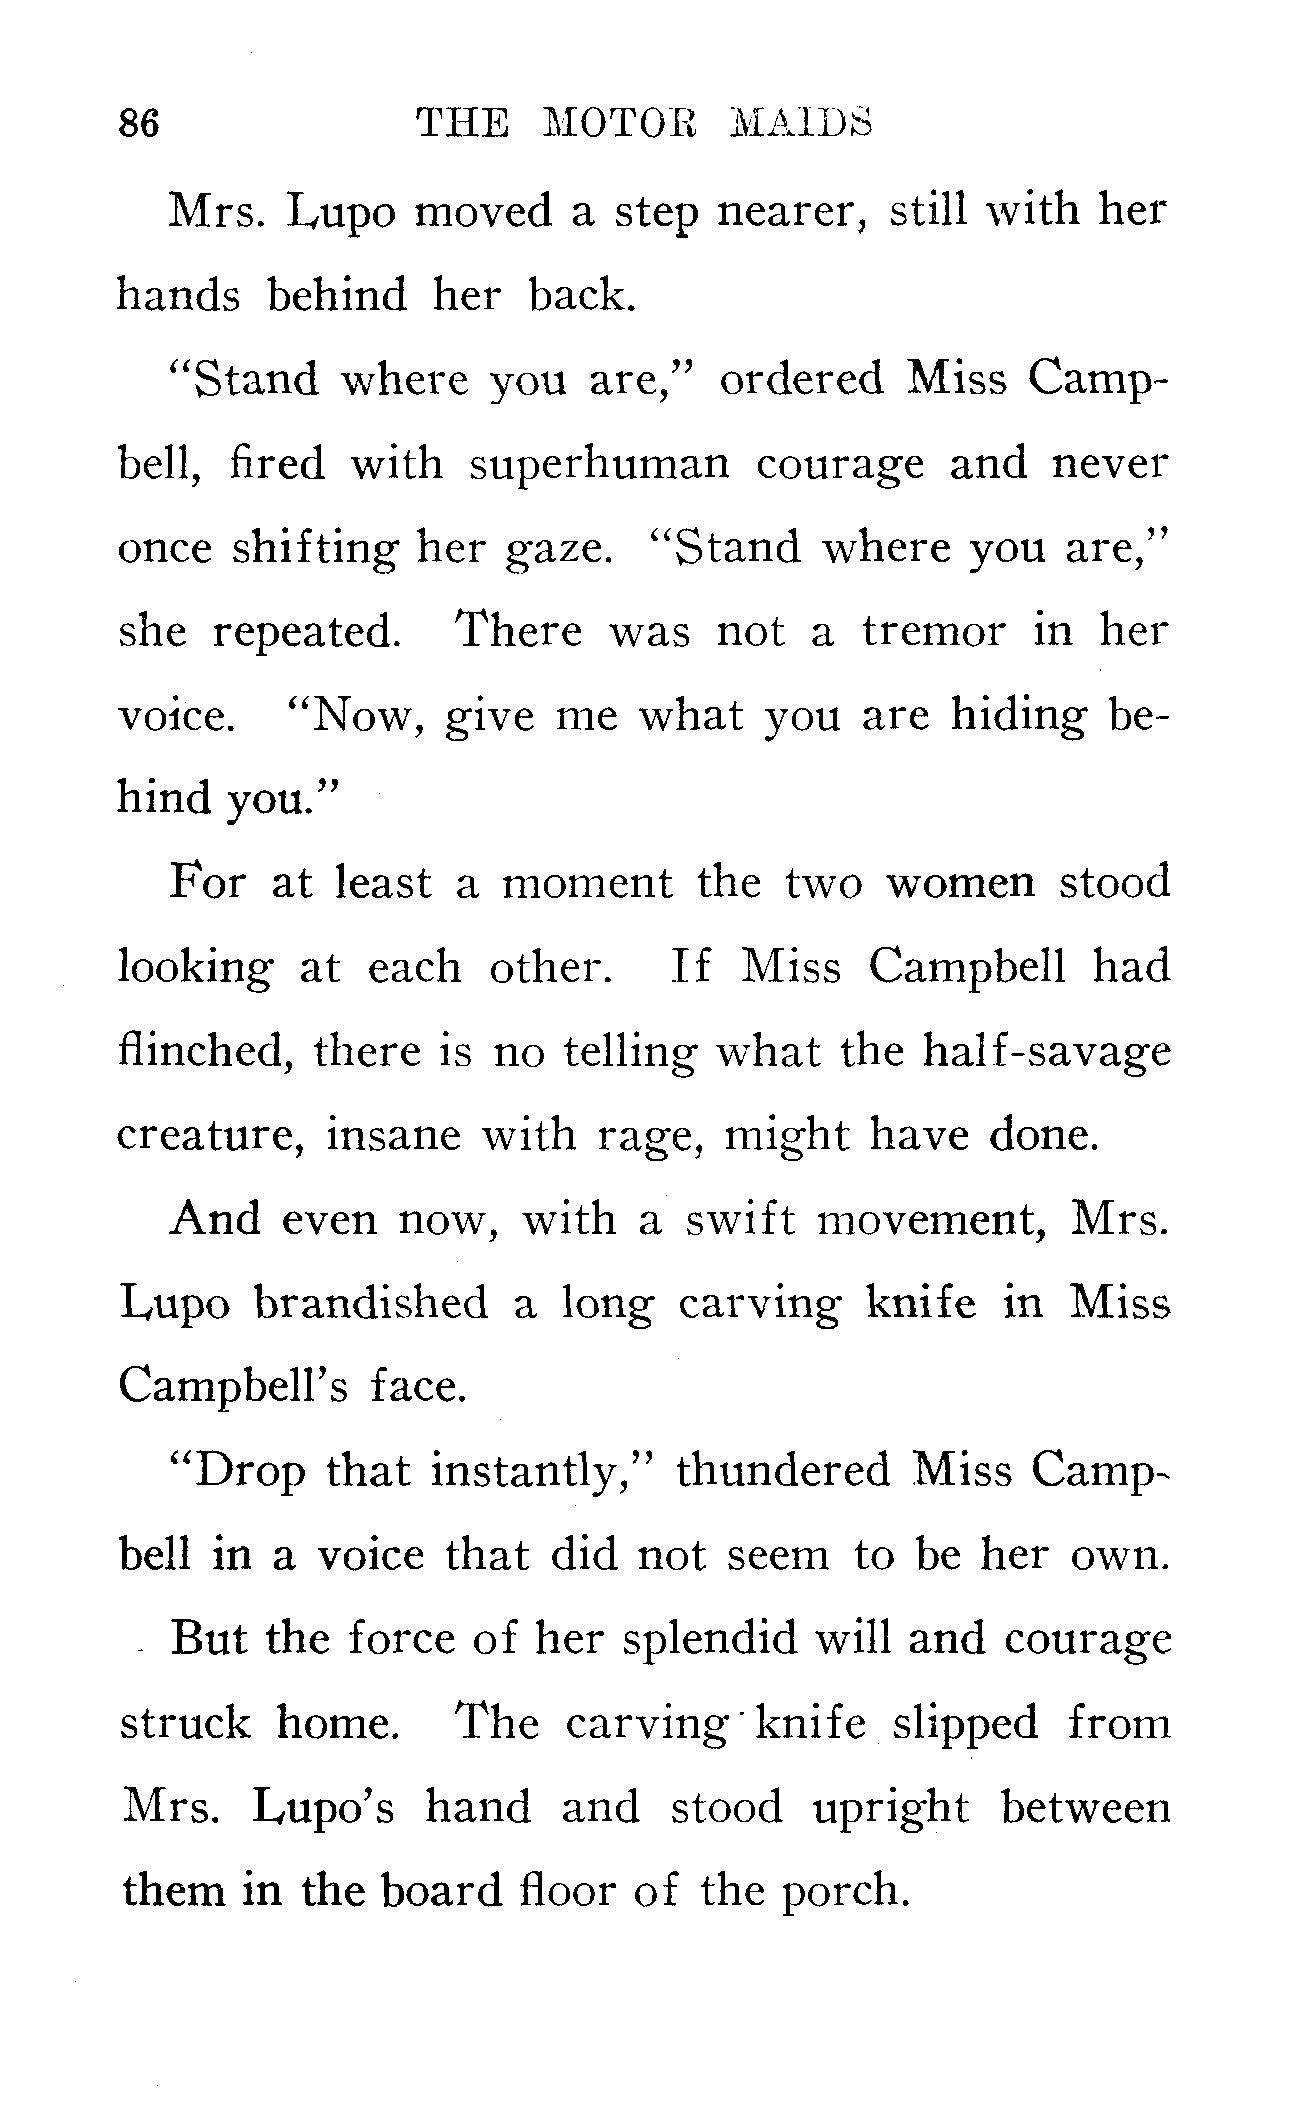 86 THE MOTOR MAIDS
Mrs. Lupo moved a step nearer, still with her
hands behind her back.
“Stand where you are,” ordered Miss Camp-
bell, fired with superhuman courage and never
once shifting her gaze. “Stand where you are,”
she repeated. There was not a tremor in her
voice. “Now, give me what you are hiding be-
hind you.”
For at least a moment the two women stood
looking at each other. If Miss Campbell had
flinched, there is no telling what the half-savage
creature, insane with rage, might have done.
And even now, with a swift movement, Mrs.
Lupo brandished a long carving knife in Miss
Campbell’s face.
“Drop that instantly,” thundered Miss Camp-
bell in a voice that did not seem to be her own.
But the force of her splendid will and courage
struck home. The carving knife slipped from
Mrs. Lupo’s hand and stood upright between
them in the board floor of the porch.